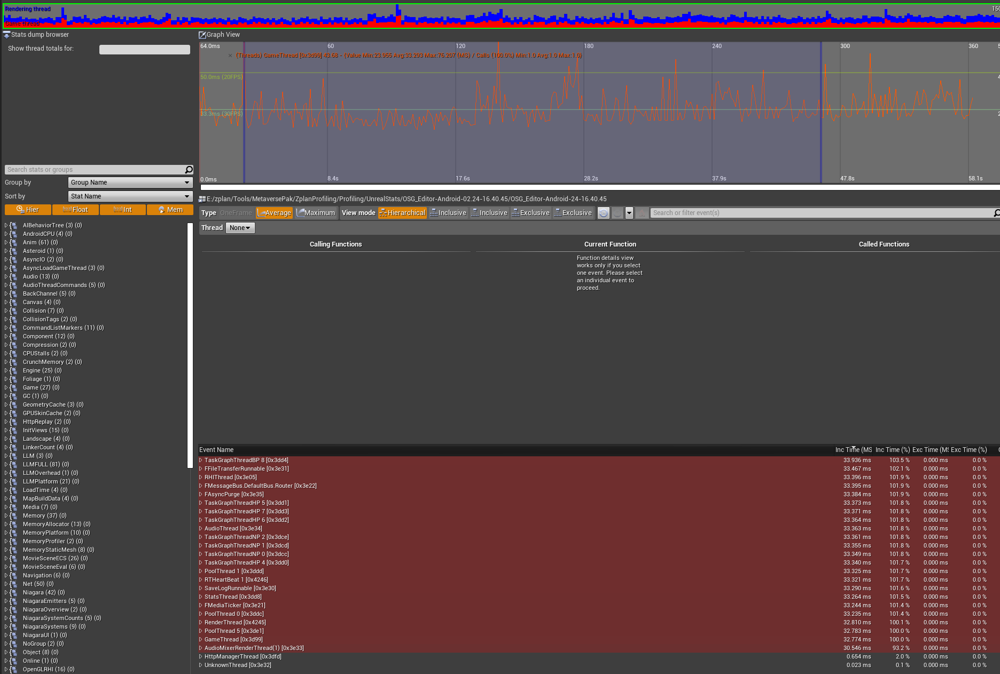 Rendering thread
Game thread
150
Stats dump browser
Show thread totals for:
Search stats or groups
Group by
Group Name
Sort by
Stat Name
Hier
Float
Int
Mem
AIBehaviorTree (3) (0)
AndroidCPU (4) (0)
Anim (61) (0)
Asteroid (1) (0)
AsyncIO (2) (0)
AsyncLoadGameThread (3) (0)
Audio (13) (0)
AudioThreadCommands (5) (0)
BackChannel (5) (0)
Canvas (4) (0)
Collision (7) (0)
CollisionTags (2) (0)
CommandListMarkers (11) (0)
Component (12) (0)
Compression (2) (0)
CPUStalls (2) (0)
CrunchMemory (2) (0)
Engine (25) (0)
Foliage (1) (0)
Game (27) (0)
GC (1) (0)
GeometryCache (3) (0)
GPUSkinCache (2) (0)
HttpReplay (2) (0)
InitViews (15) (0)
Landscape (4) (0)
LinkerCount (4) (0)
LLM (3) (0)
LLMFULL (81) (0)
LLMOverhead (1) (0)
LLMPlatform (21) (0)
LoadTime (4) (0)
MapBuildData (4) (0)
Media (7) (0)
Memory (37) (0)
MemoryAllocator (13) (0)
MemoryPlatform (10) (0)
MemoryProfiler (2) (0)
MemoryStaticMesh (8) (0)
MovieSceneECS (26) (0)
MovieSceneEval (6) (0)
Navigation (6) (0)
Net (50) (0)
Niagara (42) (0)
NiagaraEmitters (5) (0)
NiagaraOverview (2) (0)
NiagaraSystemCounts (5) (0)
NiagaraSystems (9) (0)
NiagaraUI (1) (0)
NoGroup (2) (0)
Object (8) (0)
Online (1) (0)
OpenGLRHI (16) (0)
Graph View
64.0ms 60 120 180 240 300 360
(Threads) GameThread [0x3d99] 43.68 - (Value Min:23.955 Avg:33.293 Max:76.207 (MS) / Calls (100.0%) Min:1.0 Avg:1.0 Max:1.0)
50.0ms (20FPS)
33.3ms (30FPS)
0.0ms 8.4s 17.6s 28.2s 37.9s 47.8s 58.1s
E:/zplan/Tools/MetaversePak/ZplanProfiling/Profiling/UnrealStats/OSG_Editor-Android-02.24-16.40.45/OSG_Editor-Android-24-16.40.45
Type OneFrame Average Maximum View mode Hierarchical Inclusive Inclusive Exclusive Exclusive Search or filter event(s)
Thread None
Calling Functions Current Function Called Functions
Function details view
works only if you select
one event. Please select
an individual event to
proceed.
Event Name Inc Time (MS Inc Time (%) Exc Time (MS Exc Time (%)
TaskGraphThreadBP 8 [0x3dd4] 33.936 ms 103.5 % 0.000 ms 0.0 %
FFileTransferRunnable [0x3e31] 33.467 ms 102.1 % 0.000 ms 0.0 %
RHIThread [0x3e05] 33.396 ms 101.9 % 0.000 ms 0.0 %
FMessageBus.DefaultBus.Router [0x3e22] 33.395 ms 101.9 % 0.000 ms 0.0 %
FAsyncPurge [0x3e35] 33.384 ms 101.9 % 0.000 ms 0.0 %
TaskGraphThreadHP 5 [0x3dd1] 33.373 ms 101.8 % 0.000 ms 0.0 %
TaskGraphThreadHP 7 [0x3dd3] 33.371 ms 101.8 % 0.000 ms 0.0 %
TaskGraphThreadHP 6 [0x3dd2] 33.364 ms 101.8 % 0.000 ms 0.0 %
AudioThread [0x3e34] 33.363 ms 101.8 % 0.000 ms 0.0 %
TaskGraphThreadNP 2 [0x3dce] 33.361 ms 101.8 % 0.000 ms 0.0 %
TaskGraphThreadNP 1 [0x3dcd] 33.355 ms 101.8 % 0.000 ms 0.0 %
TaskGraphThreadNP 0 [0x3dcc] 33.349 ms 101.8 % 0.000 ms 0.0 %
TaskGraphThreadHP 4 [0x3dd0] 33.340 ms 101.7 % 0.000 ms 0.0 %
PoolThread 1 [0x3ddd] 33.325 ms 101.7 % 0.000 ms 0.0 %
RTHeartBeat 1 [0x4246] 33.321 ms 101.7 % 0.000 ms 0.0 %
SaveLogRunnable [0x3e30] 33.290 ms 101.6 % 0.000 ms 0.0 %
StatsThread [0x3dd8] 33.264 ms 101.5 % 0.000 ms 0.0 %
FMediaTicker [0x3e21] 33.244 ms 101.4 % 0.000 ms 0.0 %
PoolThread 0 [0x3ddc] 33.235 ms 101.4 % 0.000 ms 0.0 %
RenderThread [0x4245] 32.810 ms 100.1 % 0.000 ms 0.0 %
PoolThread 5 [0x3de1] 32.783 ms 100.0 % 0.000 ms 0.0 %
GameThread [0x3d99] 32.774 ms 100.0 % 0.000 ms 0.0 %
AudioMixerRenderThread(1) [0x3e33] 30.546 ms 93.2 % 0.000 ms 0.0 %
HttpManagerThread [0x3dfd] 0.654 ms 2.0 % 0.000 ms 0.0 %
UnknownThread [0x3e32] 0.023 ms 0.1 % 0.000 ms 0.0 %